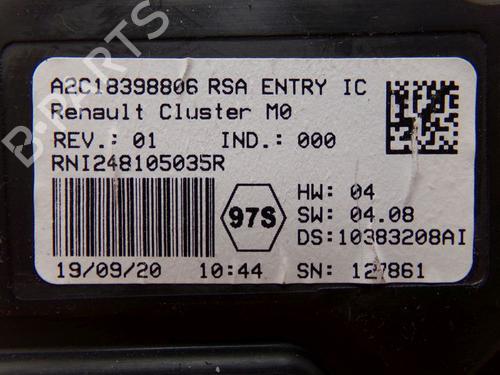 A2C18398806 RSA ENTRY IC
Renault Cluster M0
REV.: 01 IND.: 000
RNI248105035R
97S
HW: 04
SW: 04.08
DS:10383208AI
19/09/20 10:44 SN: 127861
B-PARTS